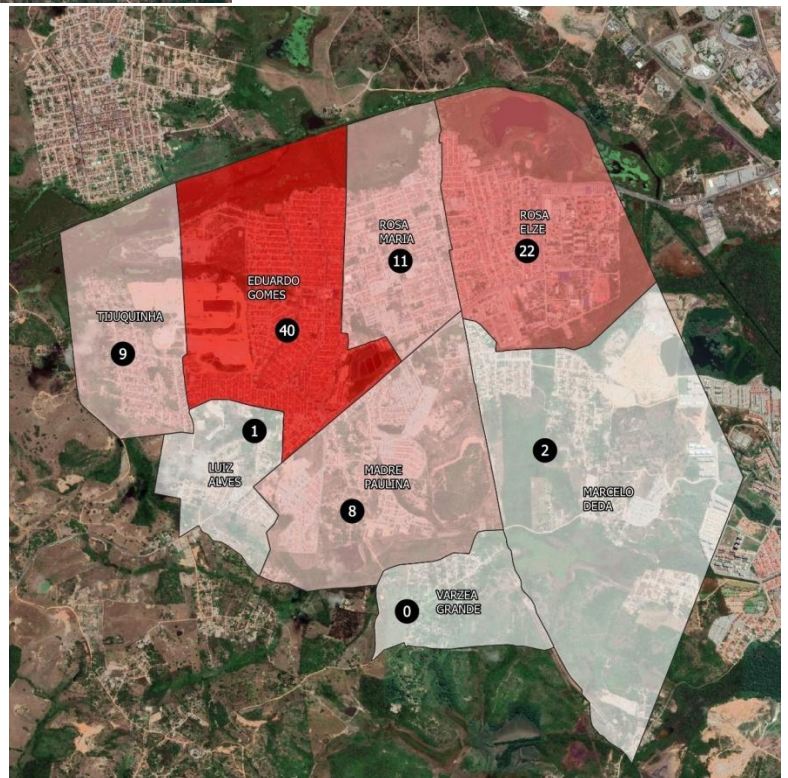 ROSA
ELZE
22
ROSA
MARIA
11
EDUARDO
GOMES
40
TIJUQUINHA
9
1
LUIZ
ALVES
MADRE
PAULINA
8
2
MARCELO
DEDA
VARZEA
GRANDE
0